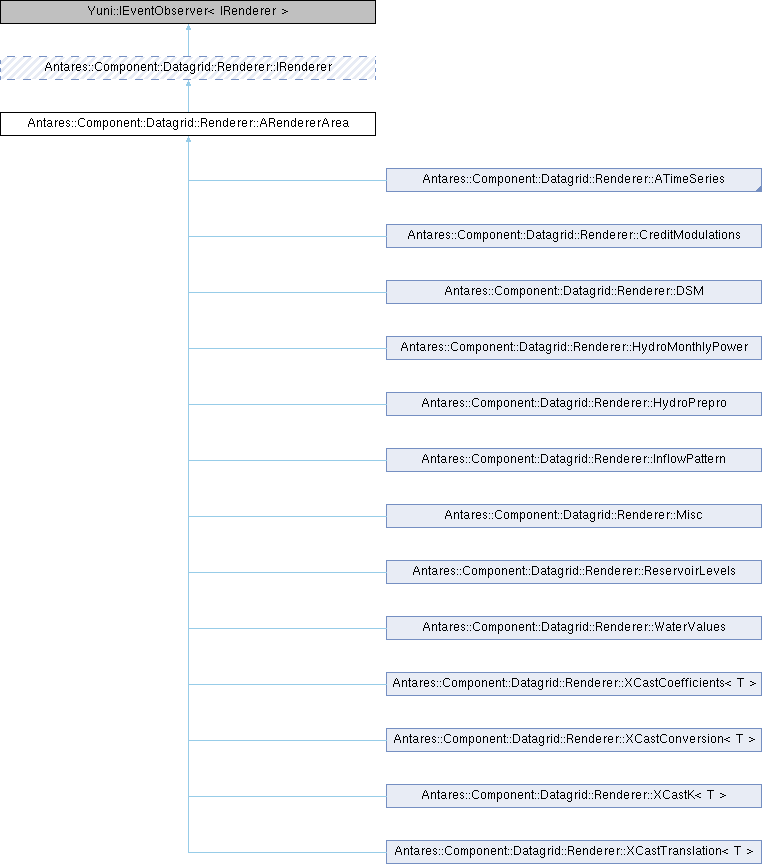 Yuni::IEventObserver< IRenderer >
Antares::Component::Datagrid::Renderer::IRenderer
Antares::Component::Datagrid::Renderer::ARendererArea
Antares::Component::Datagrid::Renderer::ATimeSeries
Antares::Component::Datagrid::Renderer::CreditModulations
Antares::Component::Datagrid::Renderer::DSM
Antares::Component::Datagrid::Renderer::HydroMonthlyPower
Antares::Component::Datagrid::Renderer::HydroPrepro
Antares::Component::Datagrid::Renderer::InflowPattern
Antares::Component::Datagrid::Renderer::Misc
Antares::Component::Datagrid::Renderer::ReservoirLevels
Antares::Component::Datagrid::Renderer::WaterValues
Antares::Component::Datagrid::Renderer::XCastCoefficients< T >
Antares::Component::Datagrid::Renderer::XCastConversion< T >
Antares::Component::Datagrid::Renderer::XCastK< T >
Antares::Component::Datagrid::Renderer::XCastTranslation< T >